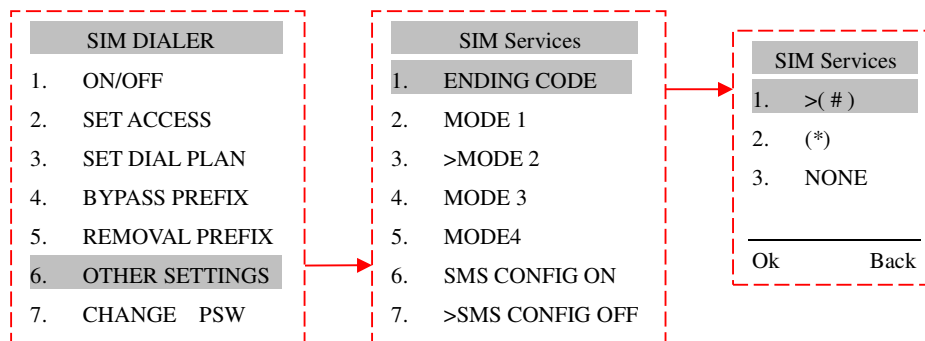 SIM DIALER
1. ON/OFF
2. SET ACCESS
3. SET DIAL PLAN
4. BYPASS PREFIX
5. REMOVAL PREFIX
6. OTHER SETTINGS
7. CHANGE PSW
SIM Services
1. ENDING CODE
2. MODE 1
3. >MODE 2
4. MODE 3
5. MODE4
6. SMS CONFIG ON
7. >SMS CONFIG OFF
SIM Services
1. >( # )
2. (*)
3. NONE
Ok Back